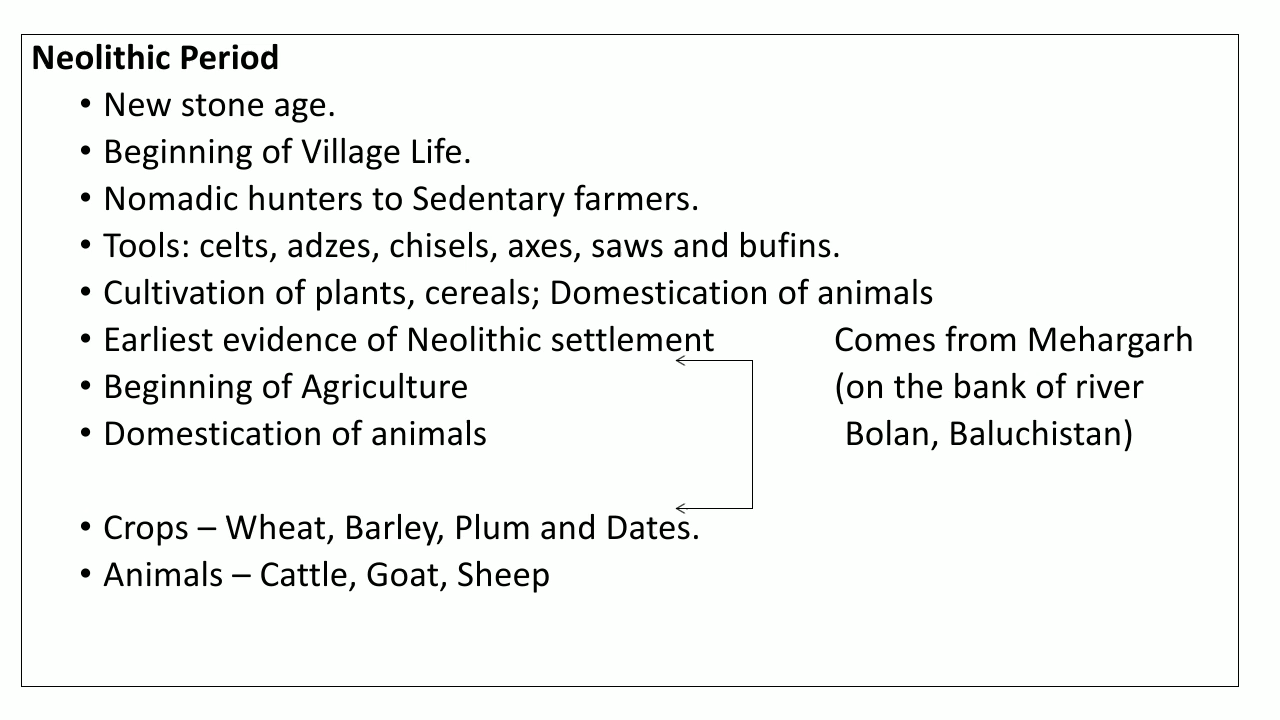 Neolithic Period
• New stone age.
• Beginning of Village Life.
• Nomadic hunters to Sedentary farmers.
• Tools: celts, adzes, chisels, axes, saws and bufins.
• Cultivation of plants, cereals; Domestication of animals
• Earliest evidence of Neolithic settlement Comes from Mehargarh
• Beginning of Agriculture (on the bank of river
• Domestication of animals Bolan, Baluchistan)
• Crops – Wheat, Barley, Plum and Dates.
• Animals – Cattle, Goat, Sheep